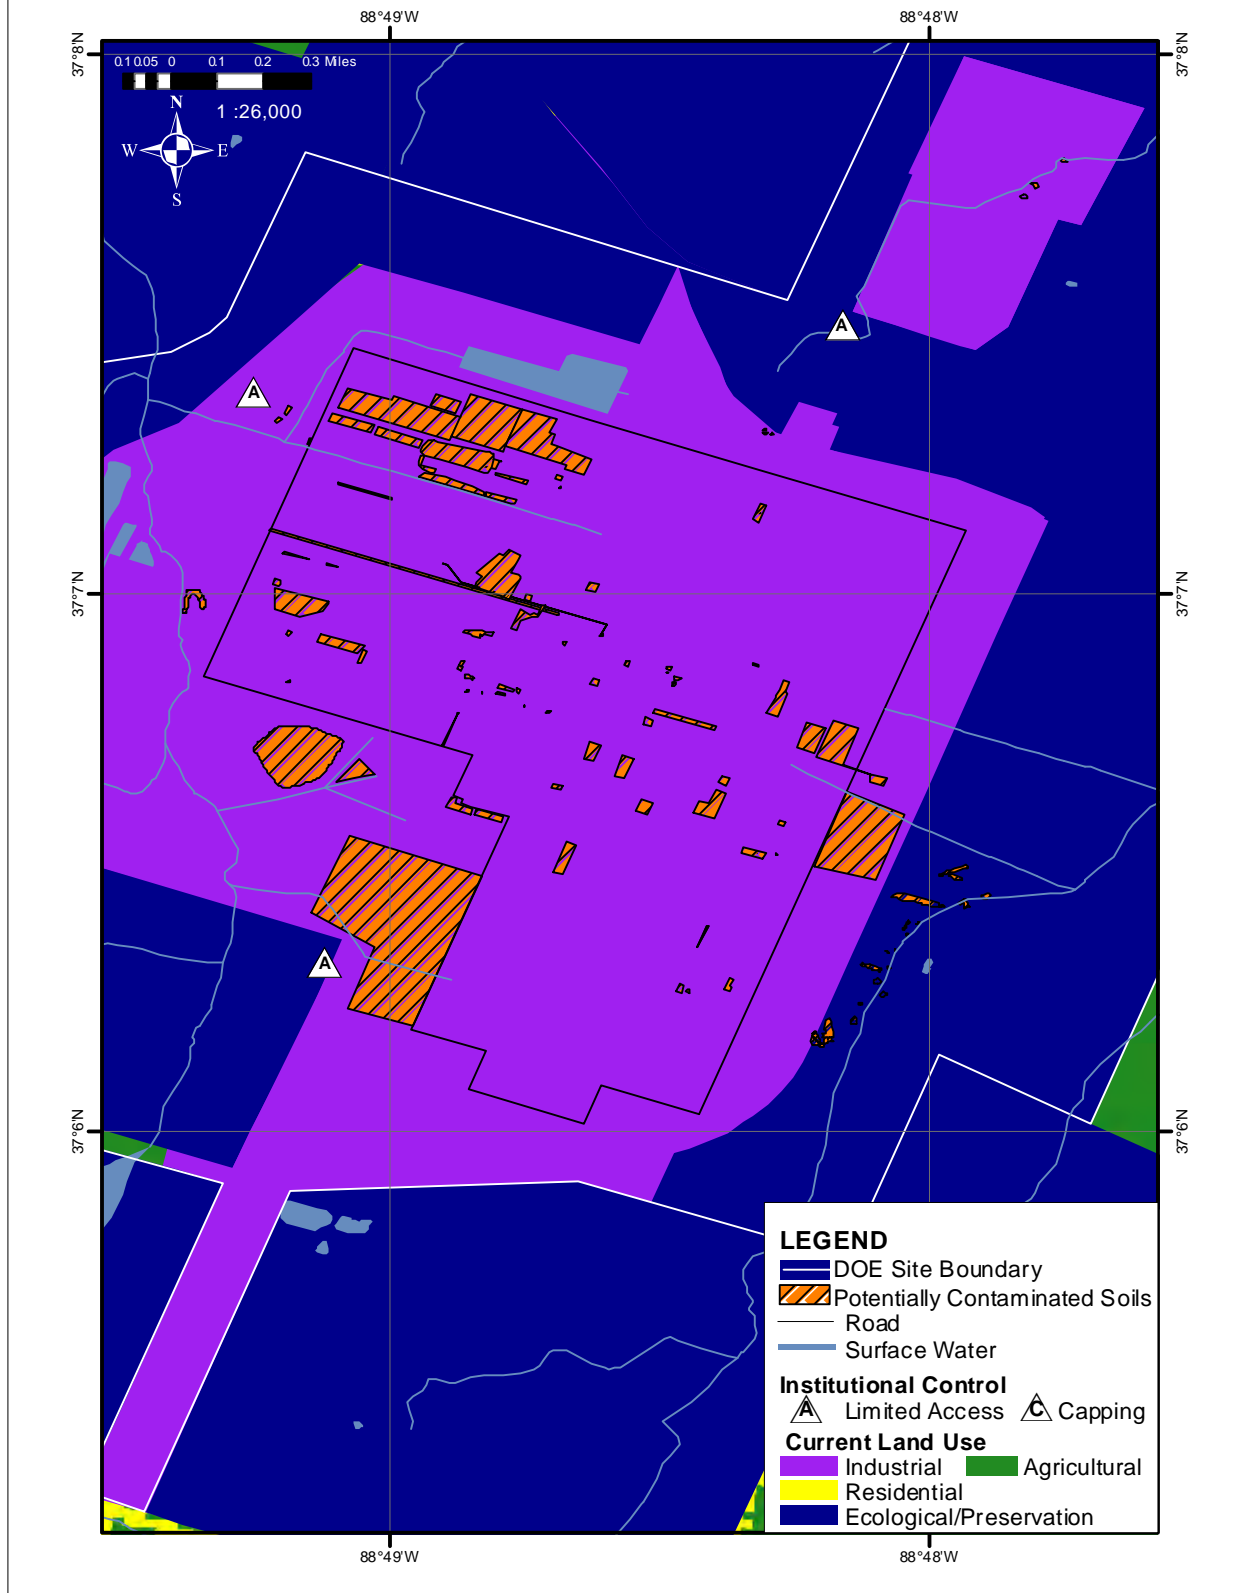 88°49'W 88°48'W
37°8'N 37°8'N
0.1 0.05 0 0.1 0.2 0.3 Miles
1 :26,000
N
W E
S
A
A
37°7'N 37°7'N
A
37°6'N 37°6'N
LEGEND
DOE Site Boundary
Potentially Contaminated Soils
Road
Surface Water
Institutional Control
A Limited Access C Capping
Current Land Use
Industrial Agricultural
Residential
Ecological/Preservation
88°49'W 88°48'W